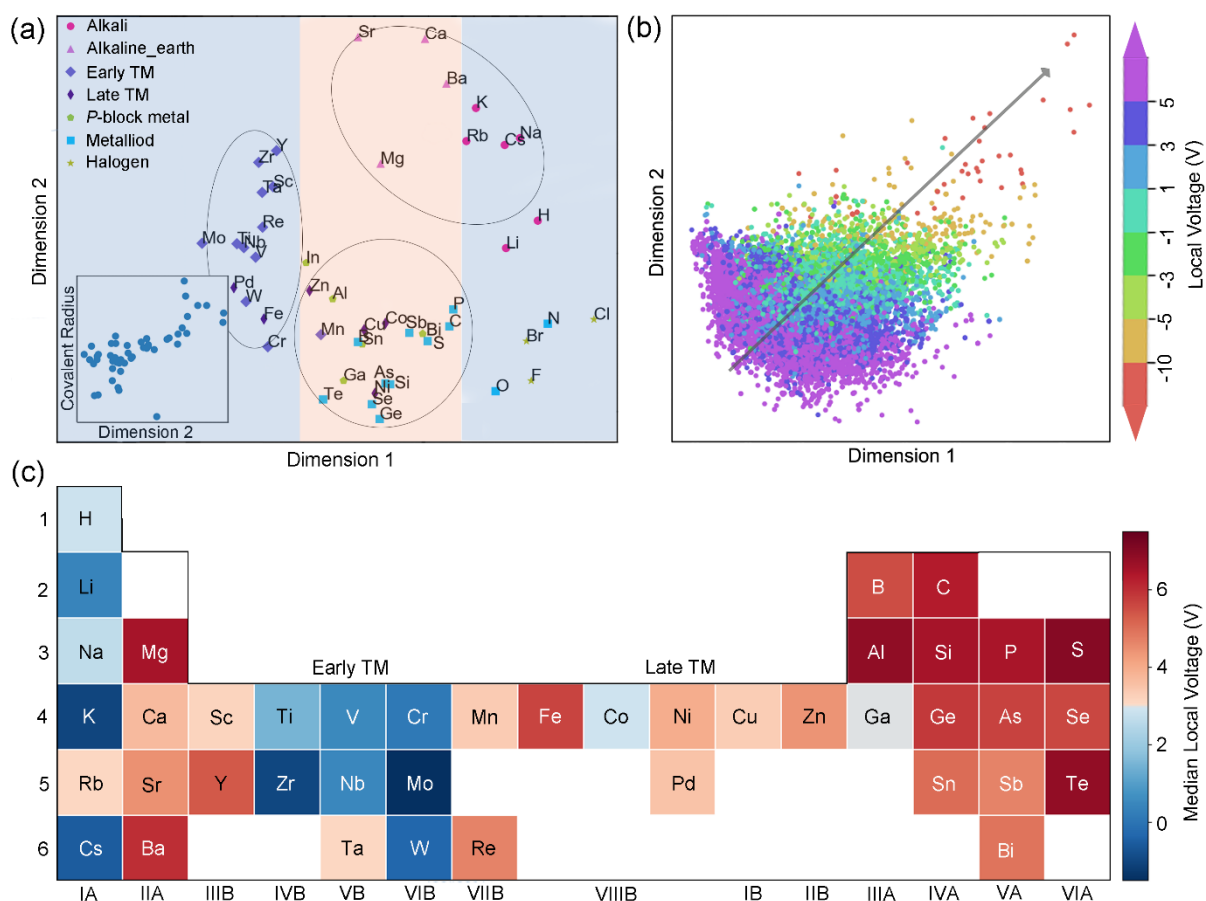 (a)
Alkali
Alkaline_earth
Early TM
Late TM
P-block metal
Metalliod
Halogen
Sr
Ca
Ba
K
Rb
Cs
Na
Mg
Y
Zr
Sc
Ta
Re
H
Mo
Ti
Nb
V
Li
In
Pd
W
Zn
Al
Fe
Cr
Mn
Cu
Co
Sb
Bi
P
C
S
B
Sn
N
Cl
Br
Ga
As
Ni
Si
F
Te
Se
Ge
O
Covalent Radius
Dimension 2
Dimension 2
Dimension 1
(b)
Dimension 2
Dimension 1
5
3
1
-1
-3
-5
-10
Local Voltage (V)
(c)
1
H
2
Li
B
C
3
Na
Mg
Early TM
Late TM
Al
Si
P
S
4
K
Ca
Sc
Ti
V
Cr
Mn
Fe
Co
Ni
Cu
Zn
Ga
Ge
As
Se
5
Rb
Sr
Y
Zr
Nb
Mo
Pd
Sn
Sb
Te
6
Cs
Ba
Ta
W
Re
Bi
IA
IIA
IIIB
IVB
VB
VIB
VIIB
VIIIB
IB
IIB
IIIA
IVA
VA
VIA
6
4
2
0
Median Local Voltage (V)